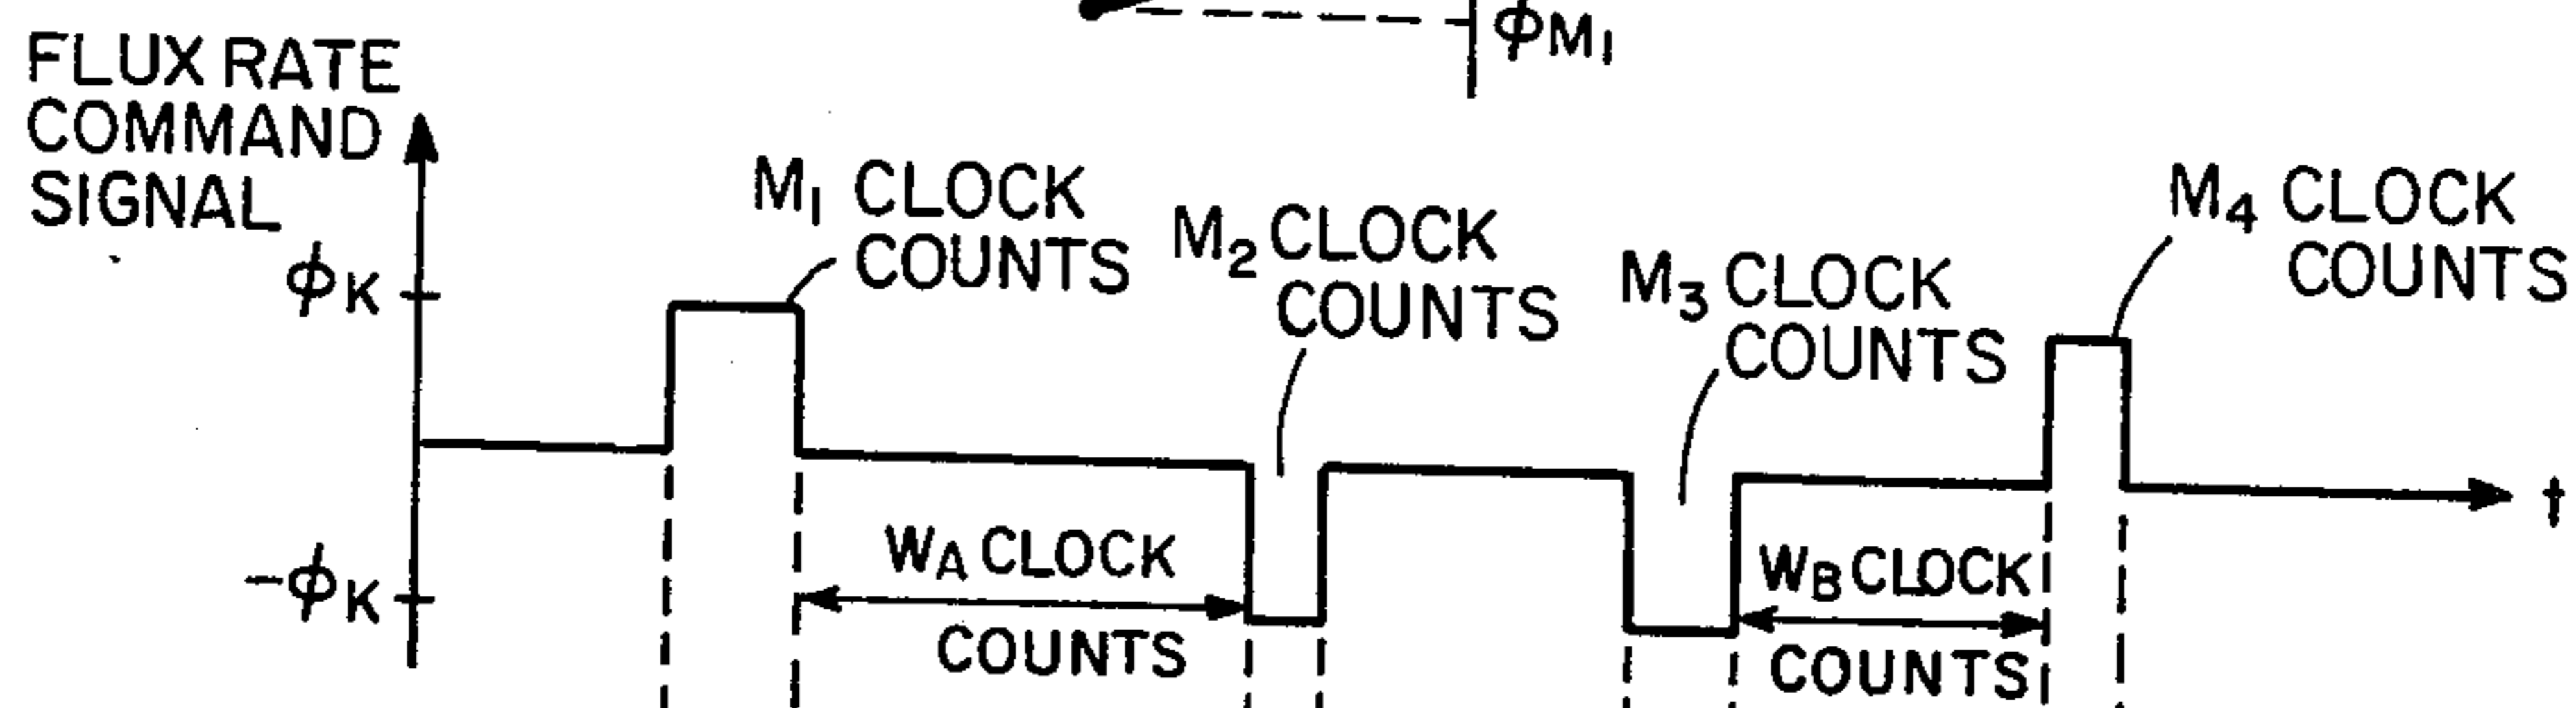 ϕM1
FLUX RATE
COMMAND
SIGNAL
ϕK
-ϕK
M1 CLOCK
COUNTS
M2 CLOCK
COUNTS
M3 CLOCK
COUNTS
M4 CLOCK
COUNTS
WA CLOCK
COUNTS
WB CLOCK
COUNTS
t